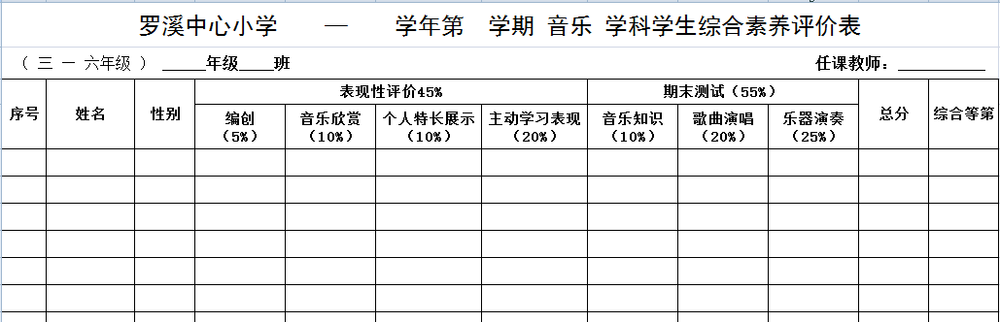 罗溪中心小学 — 学年第 学期 音乐 学科学生综合素养评价表
（ 三 － 六年级 ） _____年级____班 任课教师：__________
序号 姓名 性别 表现性评价45% 期末测试（55%） 总分 综合等第
编创 音乐欣赏 个人特长展示 主动学习表现 音乐知识 歌曲演唱 乐器演奏
（5%） （10%） （10%） （20%） （10%） （20%） （25%）